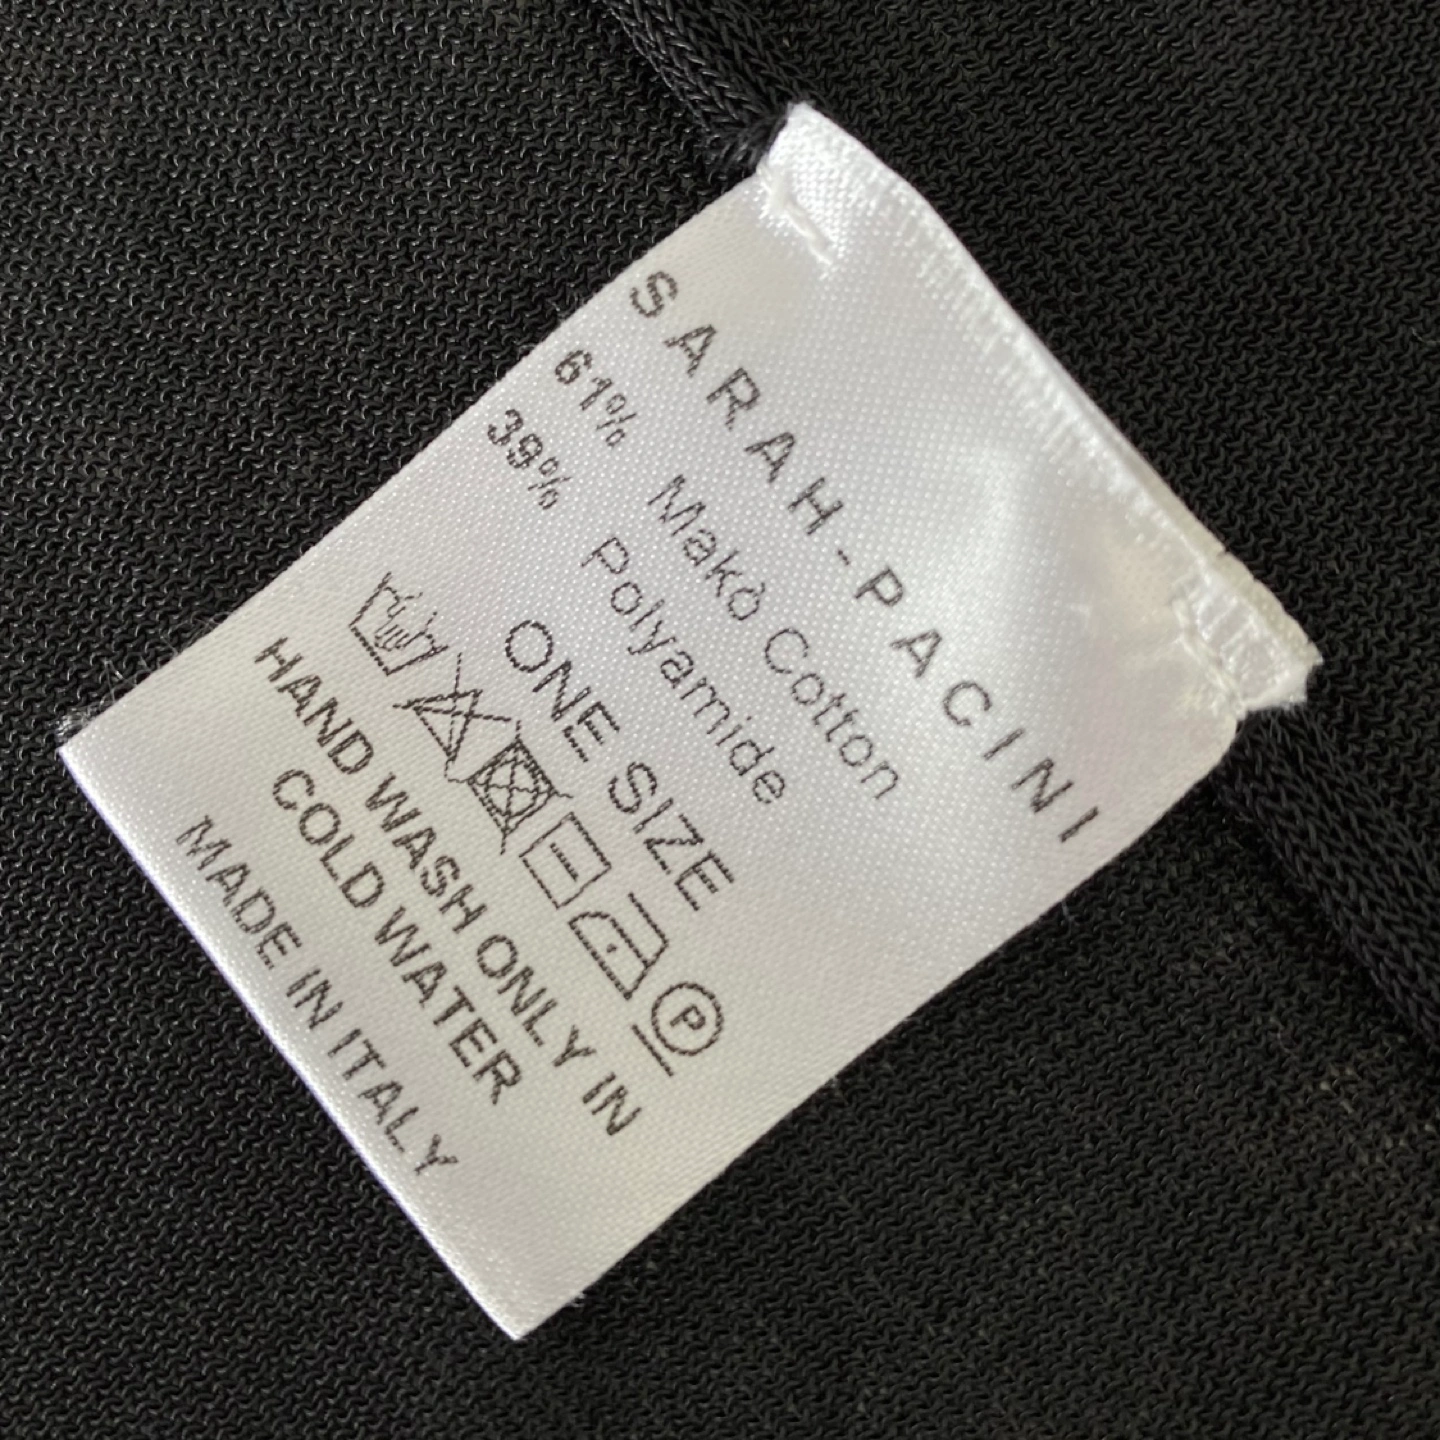 SARAH-PACINI
61% Makò Cotton
39% Polyamide
ONE SIZE
P
HAND WASH ONLY IN
COLD WATER
MADE IN ITALY